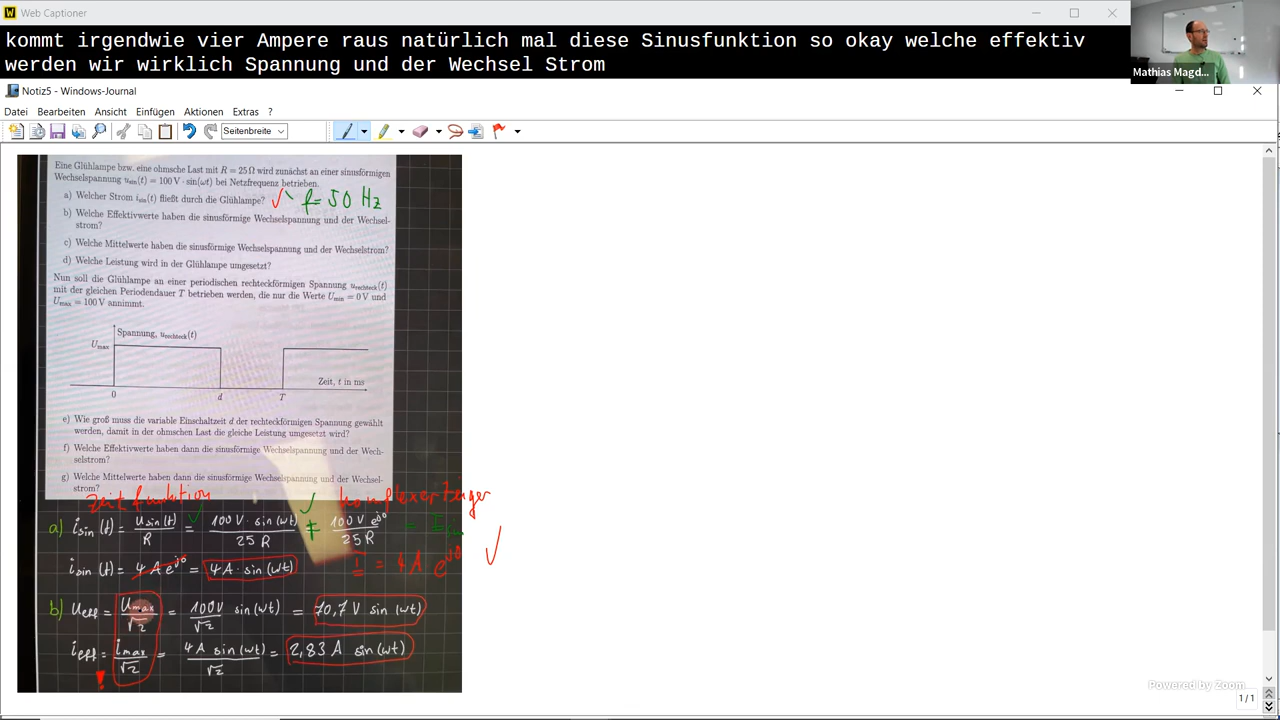 Web Captioner
kommt irgendwie vier Ampere raus natürlich mal diese Sinusfunktion so okay welche effektiv
werden wir wirklich Spannung und der Wechsel Strom
Mathias Magd...
Notiz5 - Windows-Journal
Datei Bearbeiten Ansicht Einfügen Aktionen Extras ?
Seitenbreite
Eine Glühlampe bzw. eine ohmsche Last mit R = 25 Ω wird zunächst an einer sinusförmigen
Wechselspannung u_sin(t) = 100 V · sin(ωt) bei Netzfrequenz betrieben.
a) Welcher Strom i_sin(t) fließt durch die Glühlampe? ✓ f = 50 Hz
b) Welche Effektivwerte haben die sinusförmige Wechselspannung und der Wechsel-
strom?
c) Welche Mittelwerte haben die sinusförmige Wechselspannung und der Wechselstrom?
d) Welche Leistung wird in der Glühlampe umgesetzt?
Nun soll die Glühlampe an einer periodischen rechteckförmigen Spannung u_rechteck(t)
mit der gleichen Periodendauer T betrieben werden, die nur die Werte U_min = 0 V und
U_max = 100 V annimmt.
Spannung, u_rechteck(t)
U_max
Zeit, t in ms
0 d T
e) Wie groß muss die variable Einschaltzeit d der rechteckförmigen Spannung gewählt
werden, damit in der ohmschen Last die gleiche Leistung umgesetzt wird?
f) Welche Effektivwerte haben dann die sinusförmige Wechselspannung und der Wech-
selstrom?
g) Welche Mittelwerte haben dann die sinusförmige Wechselspannung und der Wechsel-
strom?
Zeitfunktion ✓ komplexer Zeiger
a) i_sin(t) = u_sin(t)/R = 100 V · sin(ωt)/25 R ≠ 100 V e^j0/25 R = I_sin
i_sin(t) = 4 A e^j0 = 4 A · sin(ωt) I = 4 A e^j0 ✓
b) U_eff = U_max/√2 = 100V/√2 sin(ωt) = 70,7 V sin(ωt)
i_eff = i_max/√2 = 4 A sin(ωt)/√2 = 2,83 A sin(ωt)
!
Powered by Zoom
1 / 1